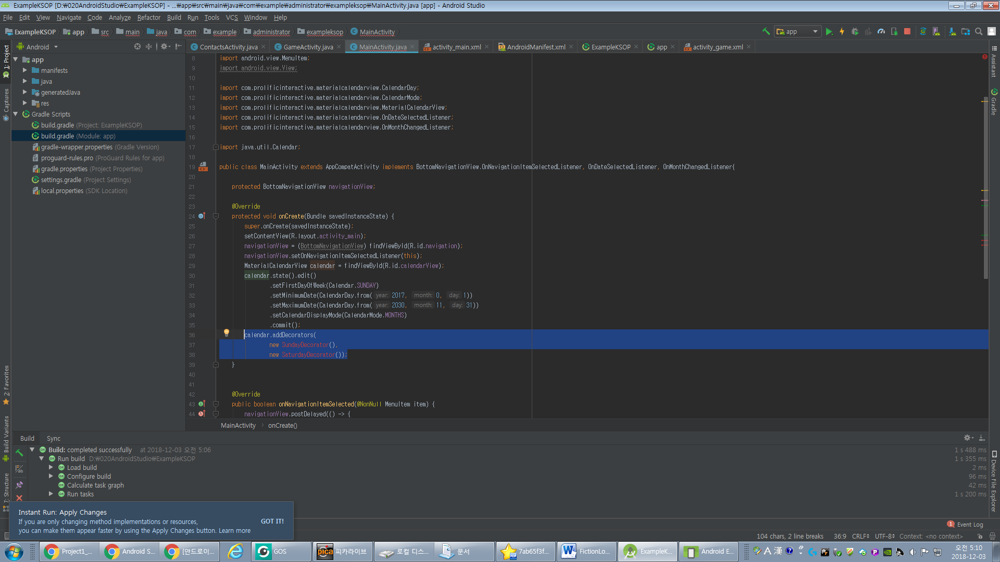 ExampleKSOP [D:₩020AndroidStudio₩ExampleKSOP] - ...₩app₩src₩main₩java₩com₩example₩administrator₩exampleksop₩MainActivity.java [app] - Android Studio
File Edit View Navigate Code Analyze Refactor Build Run Tools VCS Window Help
ExampleKSOP app src main java com example administrator exampleksop MainActivity app
Android ContactsActivity.java GameActivity.java MainActivity.java activity_main.xml AndroidManifest.xml ExampleKSOP app activity_game.xml
1: Project
Captures
2: Favorites
Build Variants
7: Structure
Assistant
Gradle
Device File Explorer
app
manifests
java
generatedJava
res
Gradle Scripts
build.gradle (Project: ExampleKSOP)
build.gradle (Module: app)
gradle-wrapper.properties (Gradle Version)
proguard-rules.pro (ProGuard Rules for app)
gradle.properties (Project Properties)
settings.gradle (Project Settings)
local.properties (SDK Location)
8 import android.view.MenuItem;
9 import android.view.View;
10
11 import com.prolificinteractive.materialcalendarview.CalendarDay;
12 import com.prolificinteractive.materialcalendarview.CalendarMode;
13 import com.prolificinteractive.materialcalendarview.MaterialCalendarView;
14 import com.prolificinteractive.materialcalendarview.OnDateSelectedListener;
15 import com.prolificinteractive.materialcalendarview.OnMonthChangedListener;
16
17 import java.util.Calendar;
18
19 public class MainActivity extends AppCompatActivity implements BottomNavigationView.OnNavigationItemSelectedListener, OnDateSelectedListener, OnMonthChangedListener{
20
21 protected BottomNavigationView navigationView;
22
23 @Override
24 protected void onCreate(Bundle savedInstanceState) {
25 super.onCreate(savedInstanceState);
26 setContentView(R.layout.activity_main);
27 navigationView = (BottomNavigationView) findViewById(R.id.navigation);
28 navigationView.setOnNavigationItemSelectedListener(this);
29 MaterialCalendarView calendar = findViewById(R.id.calendarView);
30 calendar.state().edit()
31 .setFirstDayOfWeek(Calendar.SUNDAY)
32 .setMinimumDate(CalendarDay.from( year: 2017, month: 0, day: 1))
33 .setMaximumDate(CalendarDay.from( year: 2030, month: 11, day: 31))
34 .setCalendarDisplayMode(CalendarMode.MONTHS)
35 .commit();
36 calendar.addDecorators(
37 new SundayDecorator(),
38 new SaturdayDecorator());
39 }
40
41
42 @Override
43 public boolean onNavigationItemSelected(@NonNull MenuItem item) {
44 navigationView.postDelayed(() -> {
MainActivity onCreate()
Build Sync
Build: completed successfully at 2018-12-03 오전 5:06 1 s 488 ms
Run build D:₩020AndroidStudio₩ExampleKSOP 1 s 355 ms
Load build 2 ms
Configure build 96 ms
Calculate task graph 42 ms
Run tasks 1 s 200 ms
Instant Run: Apply Changes
If you are only changing method implementations or resources,
you can make them appear faster by using the Apply Changes button. Learn more
GOT IT!
1 Event Log
104 chars, 2 line breaks 36:9 CRLF UTF-8 Context: <no context>
Project1_... Android S... [안드로이... GOS pica 피카라이브 로컬 디스... 문서 PDF 7ab65f3f... FictionLo... ExampleK... Android E... A 漢 오전 5:10
2018-12-03